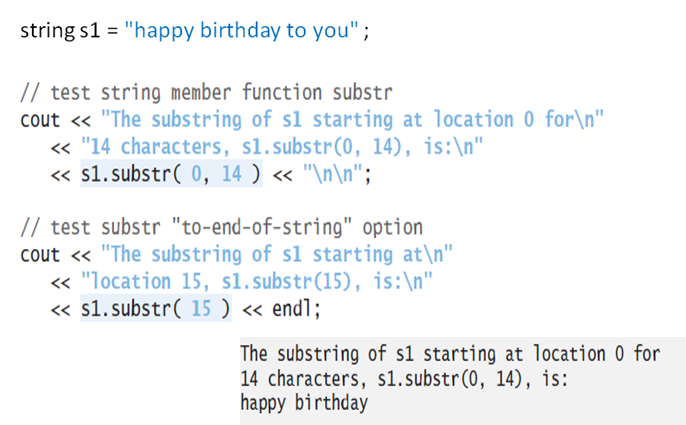 string s1 = "happy birthday to you" ;
// test string member function substr
cout << "The substring of s1 starting at location 0 for\n"
<< "14 characters, s1.substr(0, 14), is:\n"
<< s1.substr( 0, 14 ) << "\n\n";
// test substr "to-end-of-string" option
cout << "The substring of s1 starting at\n"
<< "location 15, s1.substr(15), is:\n"
<< s1.substr( 15 ) << endl;
The substring of s1 starting at location 0 for
14 characters, s1.substr(0, 14), is:
happy birthday